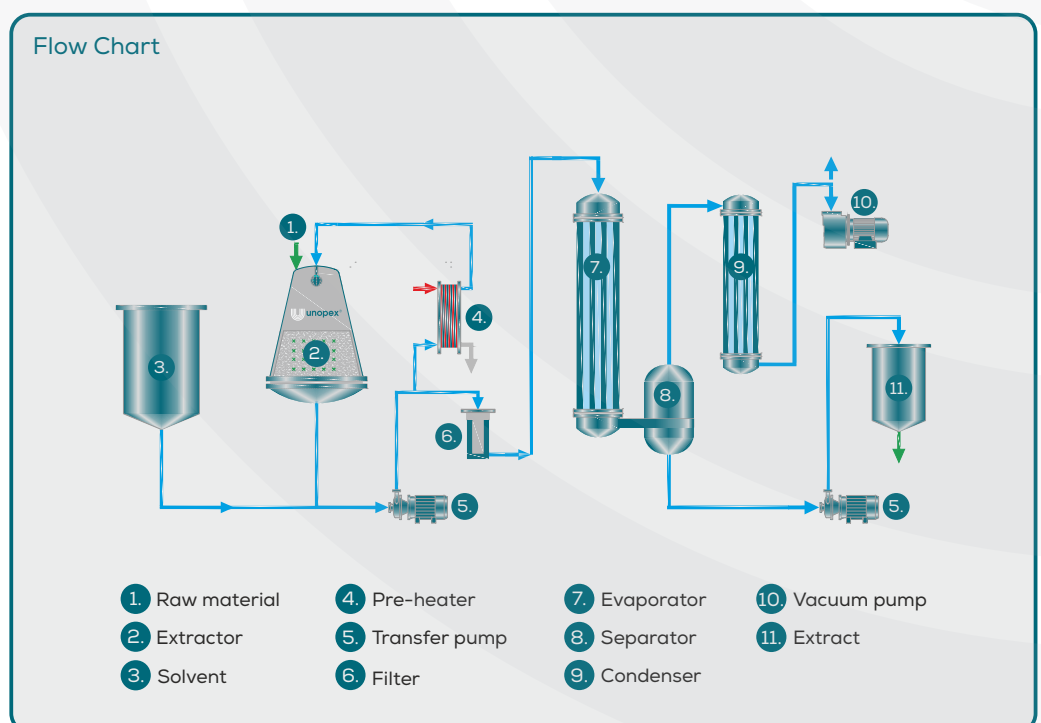 Flow Chart
1.
10.
7.
9.
unopex®
4.
2.
3.
11.
8.
6.
5.
5.
1. Raw material
4. Pre-heater
7. Evaporator
10. Vacuum pump
2. Extractor
5. Transfer pump
8. Separator
11. Extract
3. Solvent
6. Filter
9. Condenser